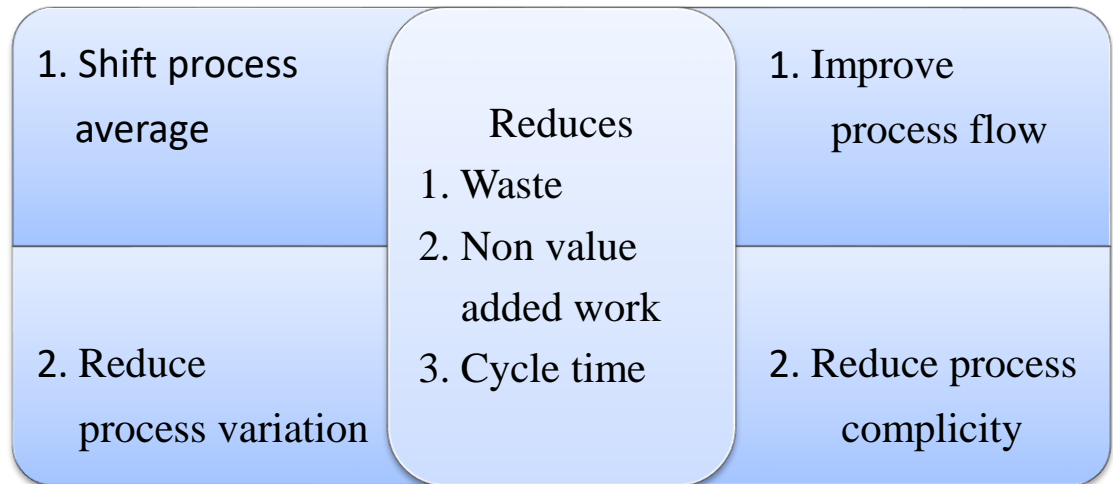 1. Shift process
average
2. Reduce
process variation
Reduces
1. Waste
2. Non value
added work
3. Cycle time
1. Improve
process flow
2. Reduce process
complicity